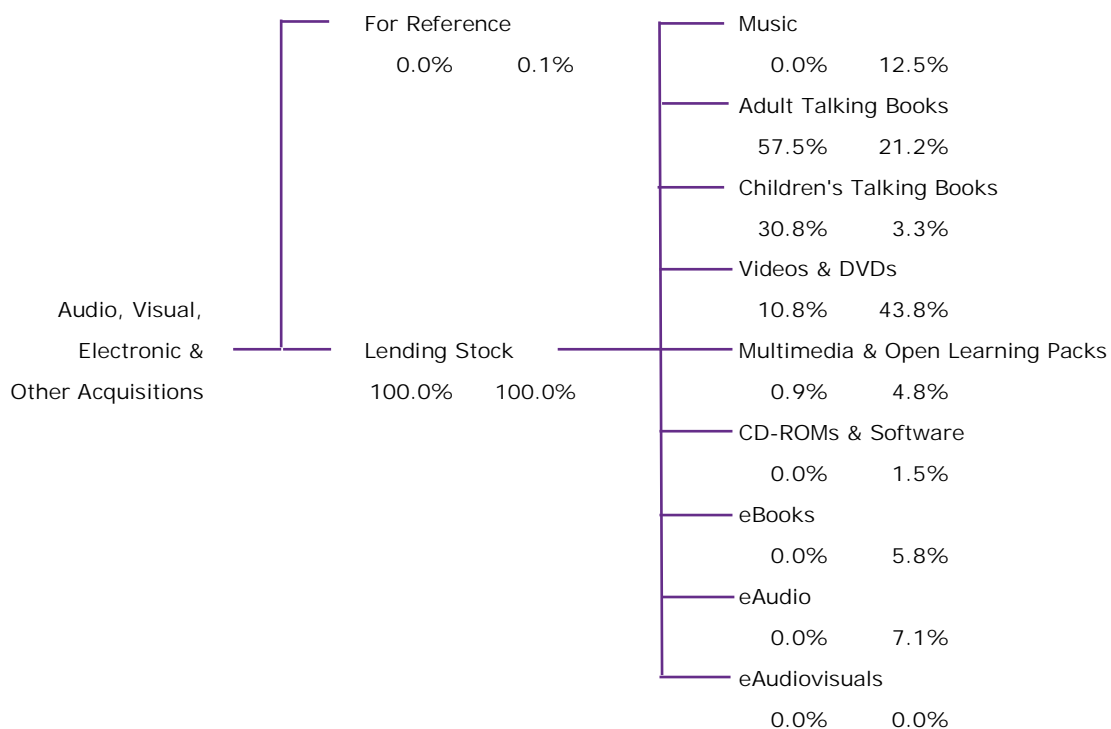 For Reference
0.0% 0.1%
Audio, Visual,
Electronic &
Other Acquisitions
Lending Stock
100.0% 100.0%
Music
0.0% 12.5%
Adult Talking Books
57.5% 21.2%
Children's Talking Books
30.8% 3.3%
Videos & DVDs
10.8% 43.8%
Multimedia & Open Learning Packs
0.9% 4.8%
CD-ROMs & Software
0.0% 1.5%
eBooks
0.0% 5.8%
eAudio
0.0% 7.1%
eAudiovisuals
0.0% 0.0%